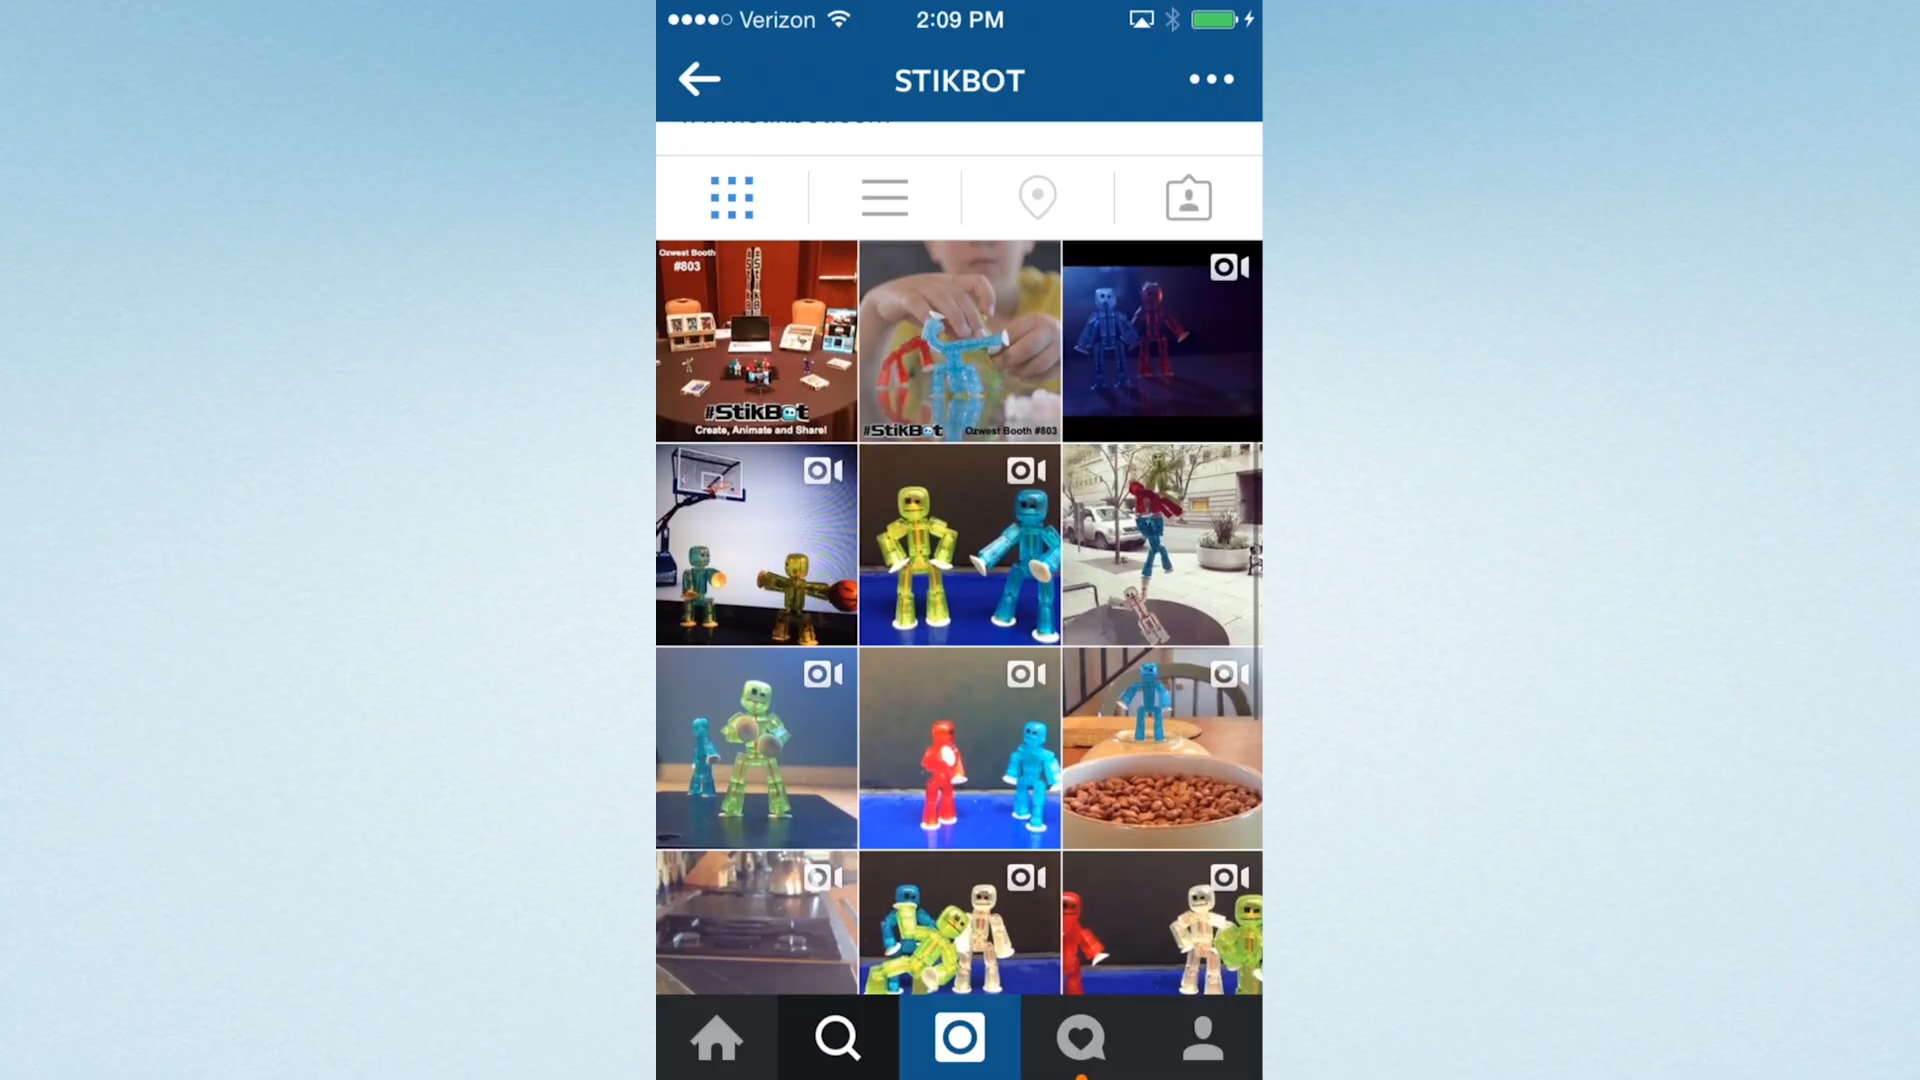 Verizon 2:09 PM
STIKBOT
Ozwest Booth
#803
#StikBot
Create, Animate and Share!
#StikBot Ozwest Booth #803